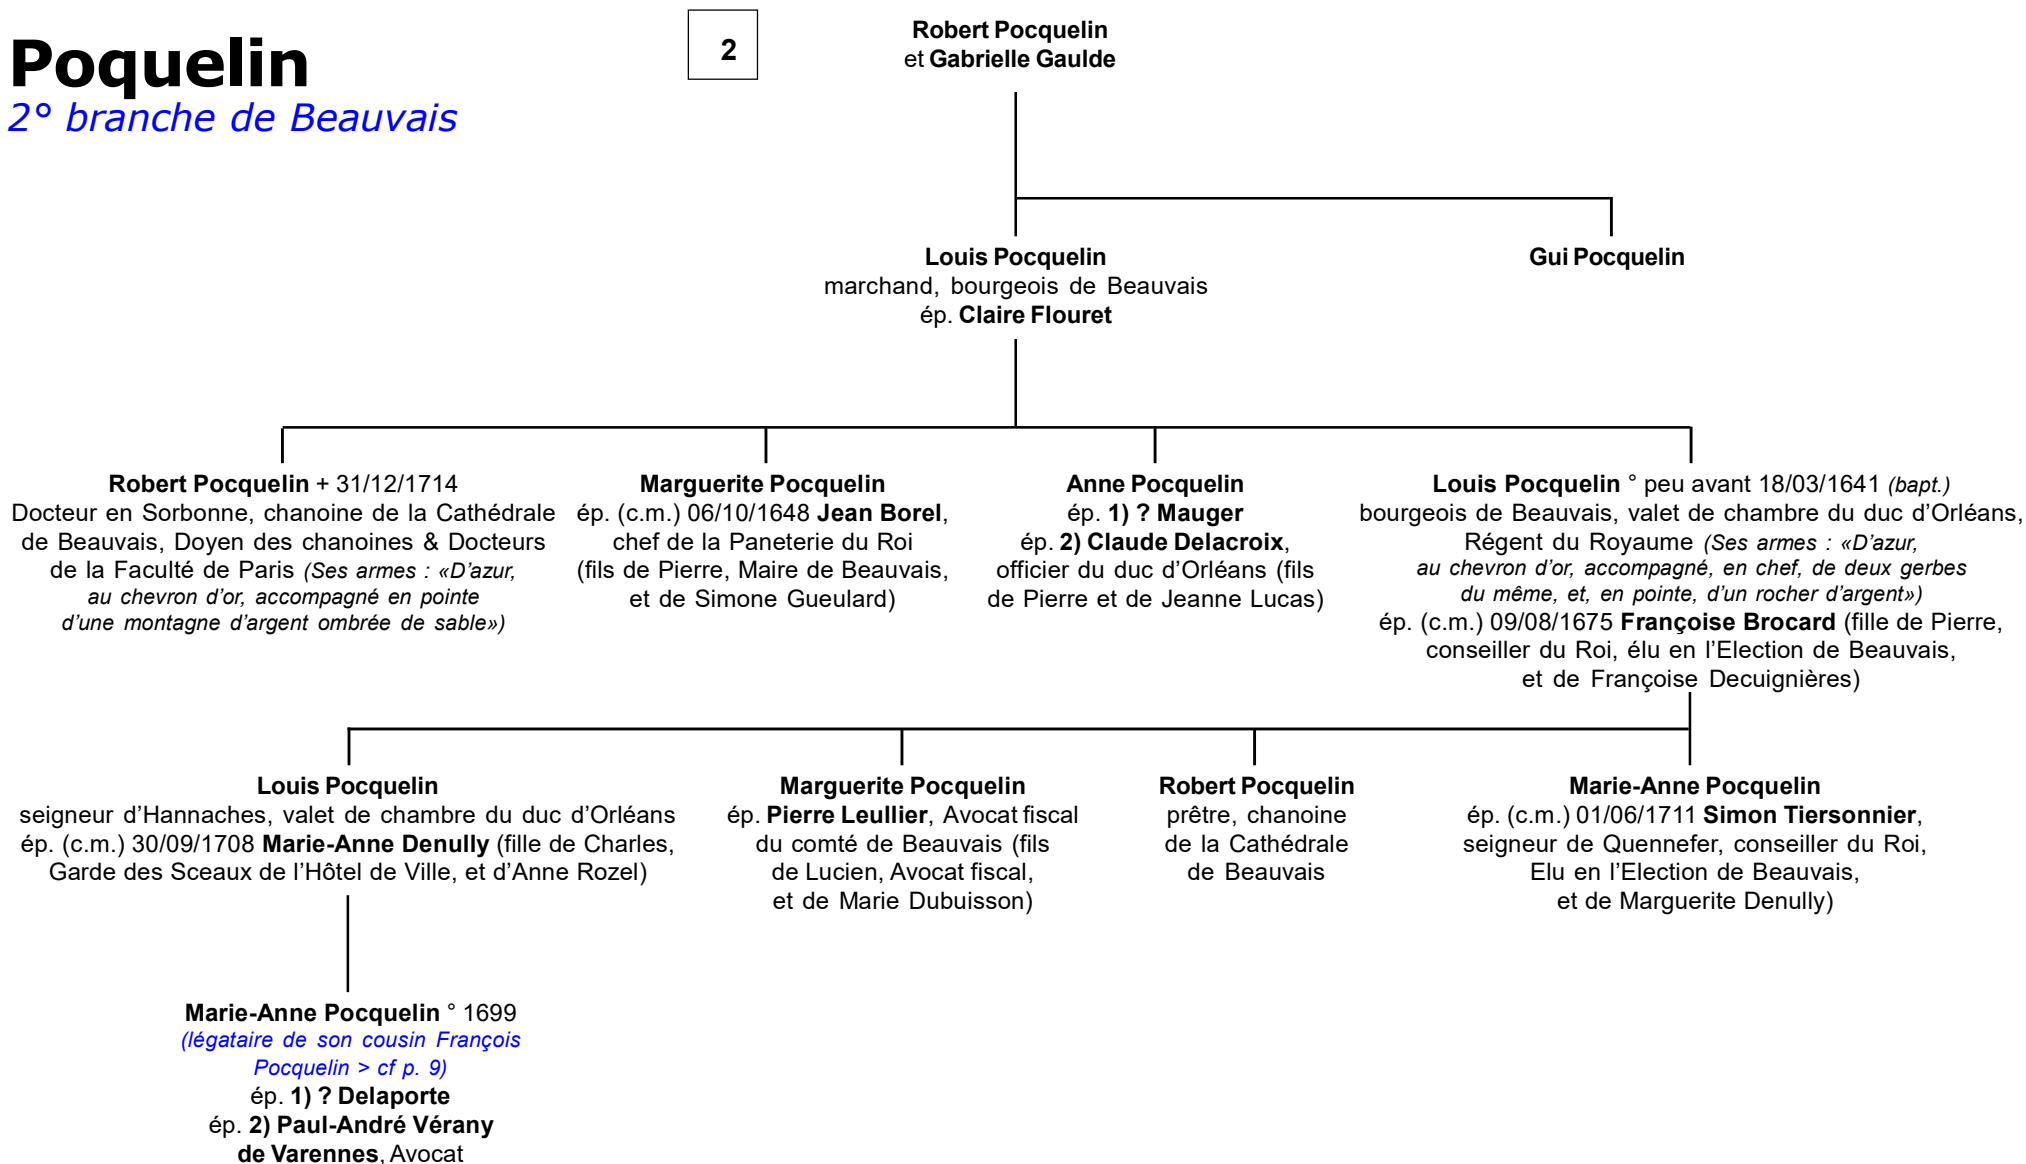 Poquelin
2° branche de Beauvais
2
Robert Pocquelin
et Gabrielle Gaulde
Louis Pocquelin
marchand, bourgeois de Beauvais
ép. Claire Flouret
Gui Pocquelin
Robert Pocquelin + 31/12/1714
Docteur en Sorbonne, chanoine de la Cathédrale
de Beauvais, Doyen des chanoines & Docteurs
de la Faculté de Paris (Ses armes : «D'azur,
au chevron d'or, accompagné en pointe
d'une montagne d'argent ombrée de sable»)
Marguerite Pocquelin
ép. (c.m.) 06/10/1648 Jean Borel,
chef de la Paneterie du Roi
(fils de Pierre, Maire de Beauvais,
et de Simone Gueulard)
Anne Pocquelin
ép. 1) ? Mauger
ép. 2) Claude Delacroix,
officier du duc d'Orléans (fils
de Pierre et de Jeanne Lucas)
Louis Pocquelin ° peu avant 18/03/1641 (bapt.)
bourgeois de Beauvais, valet de chambre du duc d'Orléans,
Régent du Royaume (Ses armes : «D'azur,
au chevron d'or, accompagné, en chef, de deux gerbes
du même, et, en pointe, d'un rocher d'argent»)
ép. (c.m.) 09/08/1675 Françoise Brocard (fille de Pierre,
conseiller du Roi, élu en l'Election de Beauvais,
et de Françoise Decuignières)
Louis Pocquelin
seigneur d'Hannaches, valet de chambre du duc d'Orléans
ép. (c.m.) 30/09/1708 Marie-Anne Denully (fille de Charles,
Garde des Sceaux de l'Hôtel de Ville, et d'Anne Rozel)
Marguerite Pocquelin
ép. Pierre Leullier, Avocat fiscal
du comté de Beauvais (fils
de Lucien, Avocat fiscal,
et de Marie Dubuisson)
Robert Pocquelin
prêtre, chanoine
de la Cathédrale
de Beauvais
Marie-Anne Pocquelin
ép. (c.m.) 01/06/1711 Simon Tiersonnier,
seigneur de Quennefer, conseiller du Roi,
Elu en l'Election de Beauvais,
et de Marguerite Denully)
Marie-Anne Pocquelin ° 1699
(légataire de son cousin François
Pocquelin > cf p. 9)
ép. 1) ? Delaporte
ép. 2) Paul-André Vérany
de Varennes, Avocat